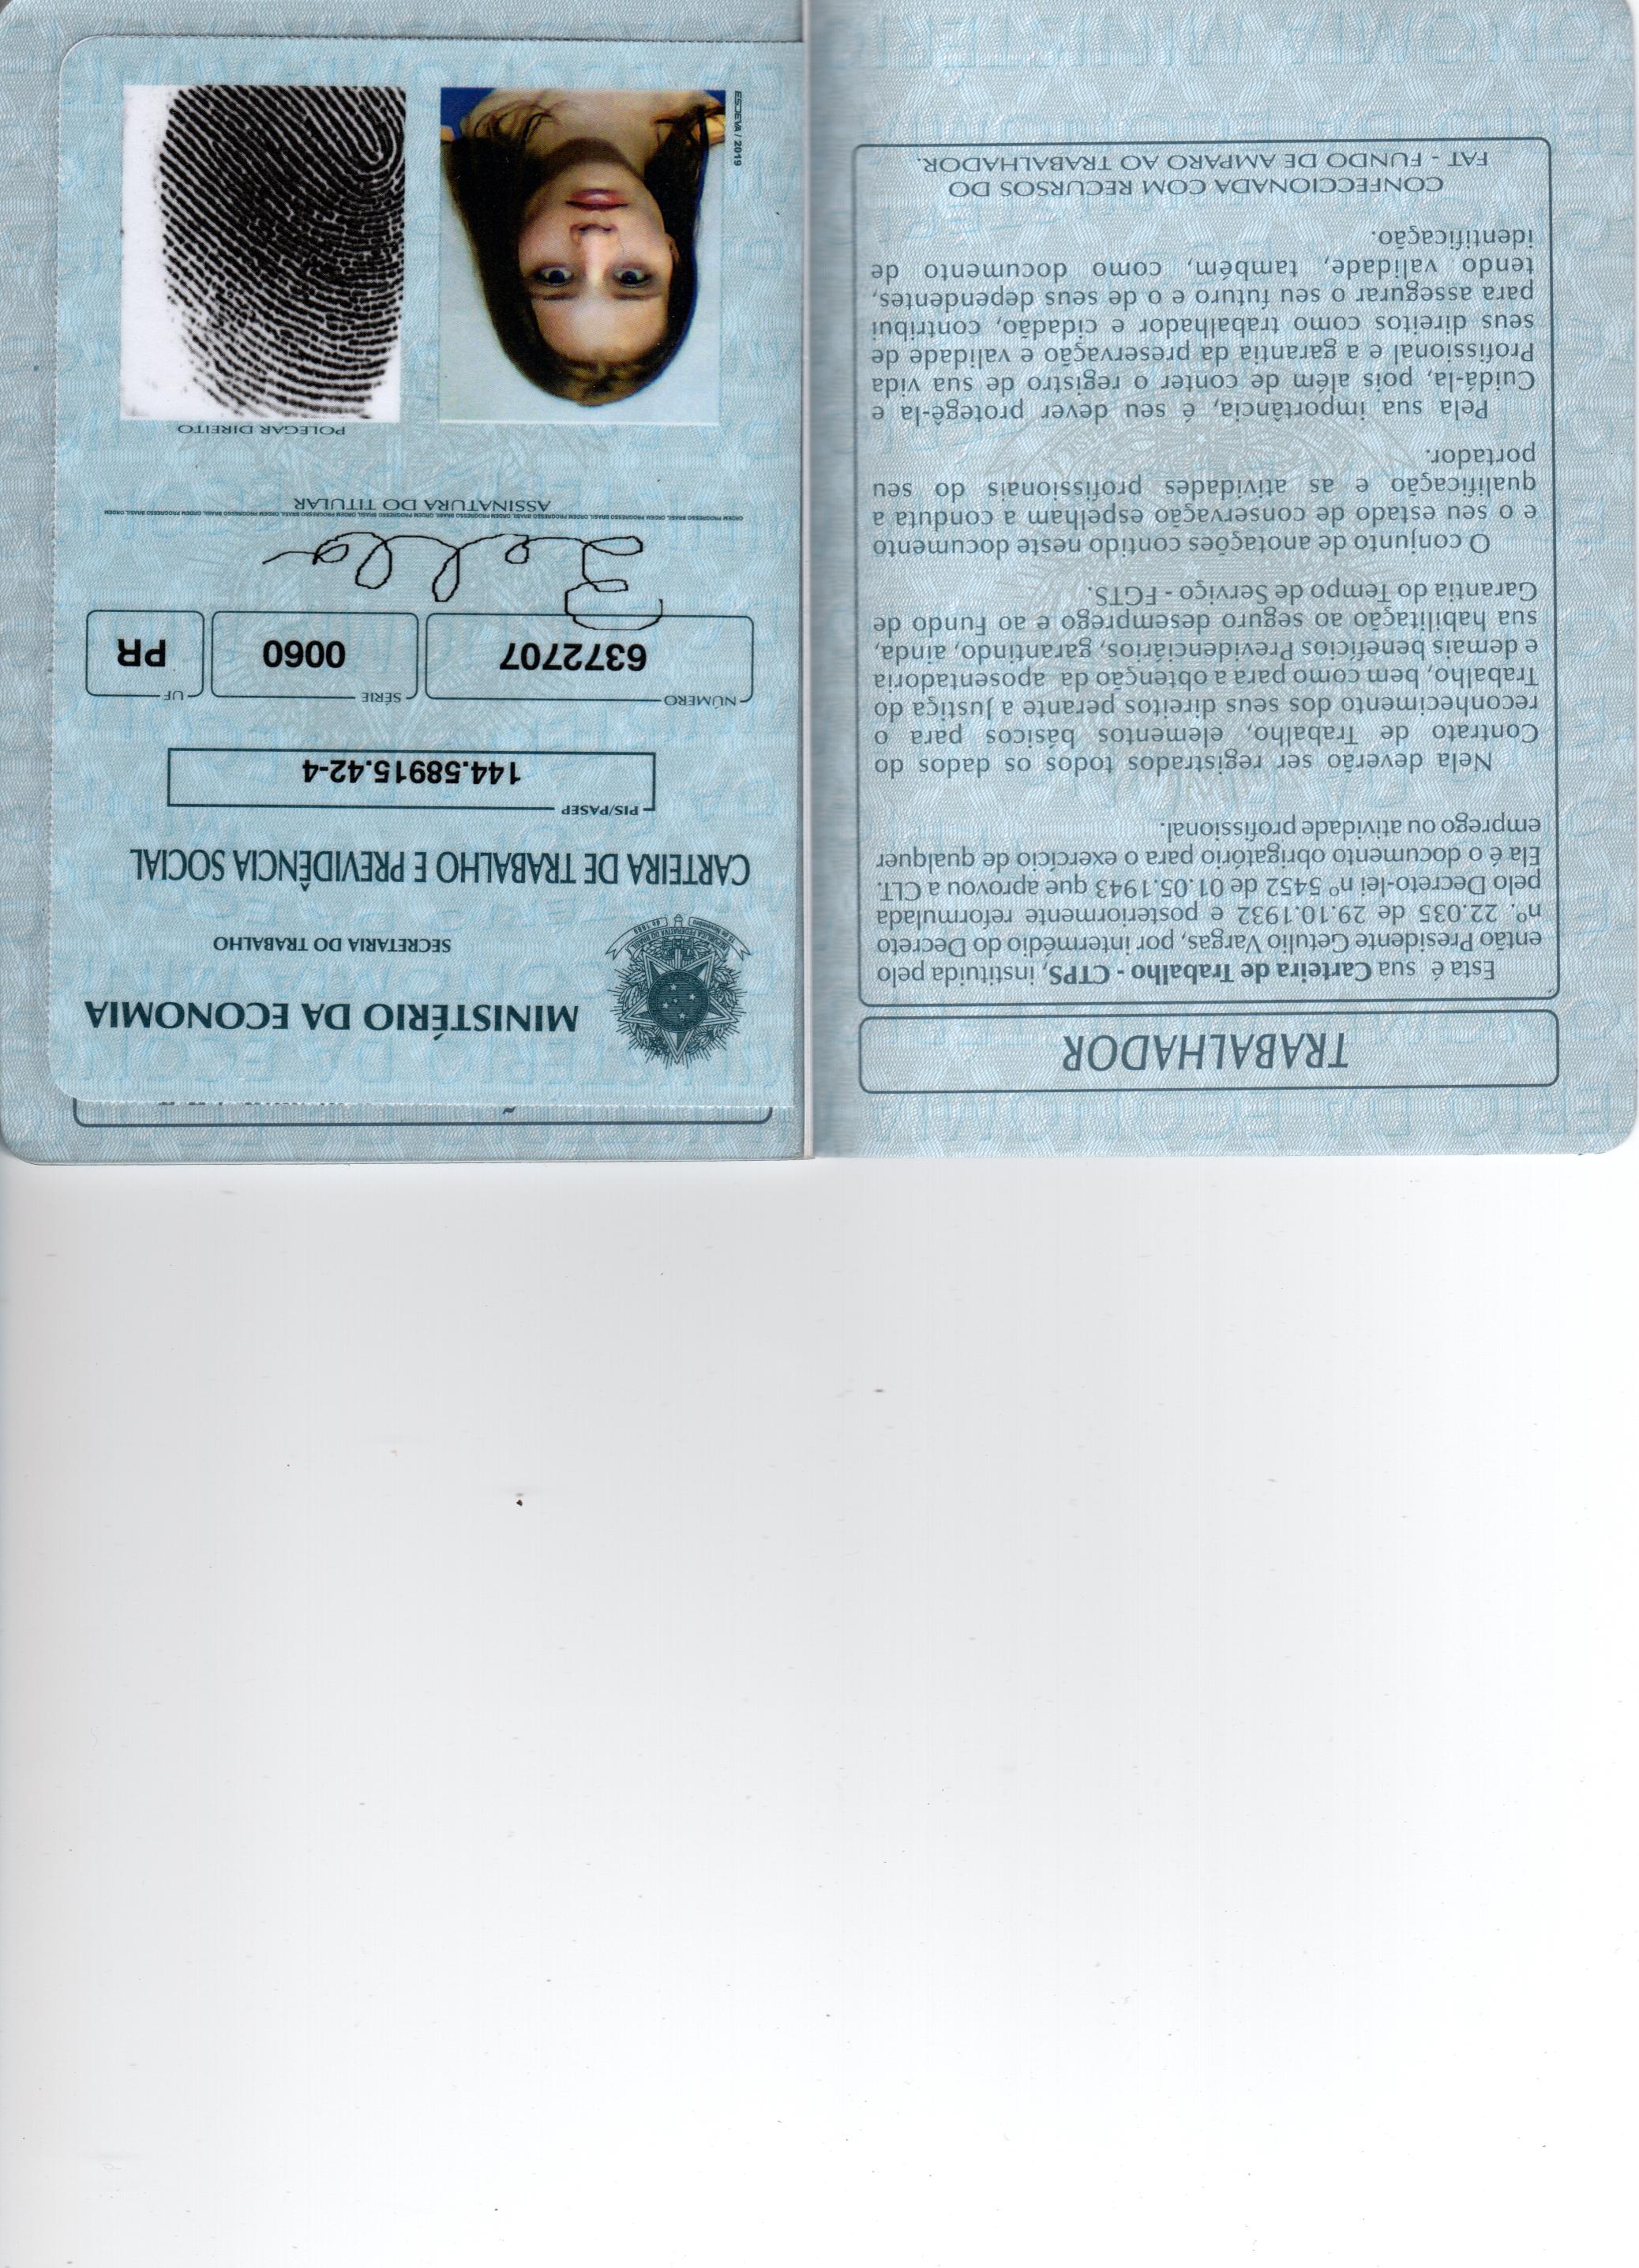 TRABALHADOR
Esta é sua Carteira de Trabalho - CTPS, instituida pelo
então Presidente Getulio Vargas, por intermédio do Decreto
nº. 22.035 de 29.10.1932 e posteriormente reformulada
pelo Decreto-lei nº 5452 de 01.05.1943 que aprovou a CLT.
Ela é o documento obrigatório para o exercício de qualquer
emprego ou atividade profissional.
Nela deverão ser registrados todos os dados do
Contrato de Trabalho, elementos básicos para o
reconhecimento dos seus direitos perante a Justiça do
Trabalho, bem como para a obtenção da aposentadoria
e demais benefícios Previdenciários, garantindo, ainda,
sua habilitação ao seguro desemprego e ao Fundo de
Garantia do Tempo de Serviço - FGTS.
O conjunto de anotações contido neste documento
e o seu estado de conservação espelham a conduta a
qualificação e as atividades profissionais do seu
portador.
Pela sua importância, é seu dever protegê-la e
Cuidá-la, pois além de conter o registro de sua vida
Profissional e a garantia da preservação e validade de
seus direitos como trabalhador e cidadão, contribui
para assegurar o seu futuro e o de seus dependentes,
tendo validade, também, como documento de
identificação.
CONFECCIONADA COM RECURSOS DO
FAT - FUNDO DE AMPARO AO TRABALHADOR.
MINISTÉRIO DA ECONOMIA
SECRETARIA DO TRABALHO
CARTEIRA DE TRABALHO E PREVIDÊNCIA SOCIAL
PIS/PASEP
144.58915.42-4
NÚMERO SÉRIE UF
6372707 0060 PR
ASSINATURA DO TITULAR
POLEGAR DIREITO
ESDEVA / 2019